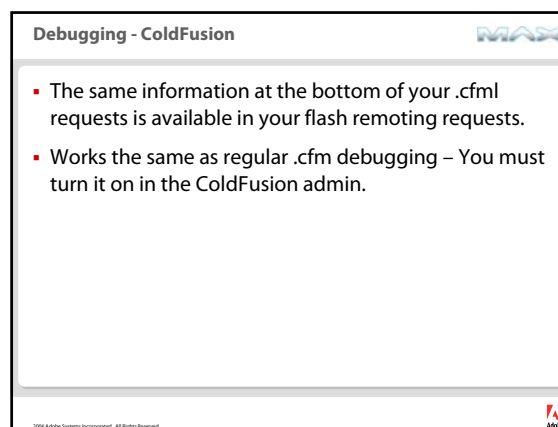 Debugging - ColdFusion
MAX
▪ The same information at the bottom of your .cfml
requests is available in your flash remoting requests.
▪ Works the same as regular .cfm debugging – You must
turn it on in the ColdFusion admin.
2006 Adobe Systems Incorporated. All Rights Reserved.